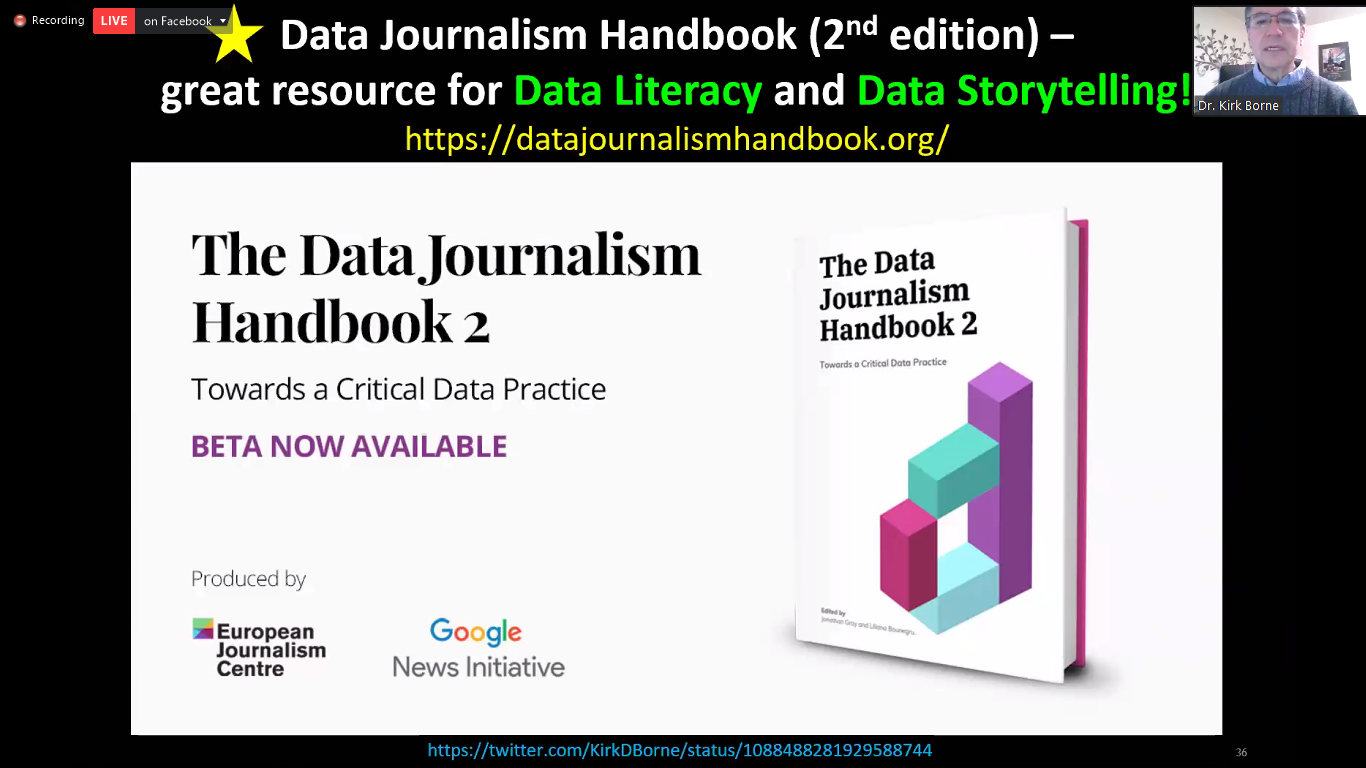 Recording
LIVE on Facebook
Data Journalism Handbook (2nd edition) –
great resource for Data Literacy and Data Storytelling!
Dr. Kirk Borne
https://datajournalismhandbook.org/
The Data Journalism
Handbook 2
Towards a Critical Data Practice
BETA NOW AVAILABLE
Produced by
European
Journalism
Centre
Google
News Initiative
The Data
Journalism
Handbook 2
Towards a Critical Data Practice
Edited by
Jonathan Gray and Liliana Bounegru
https://twitter.com/KirkDBorne/status/1088488281929588744
36